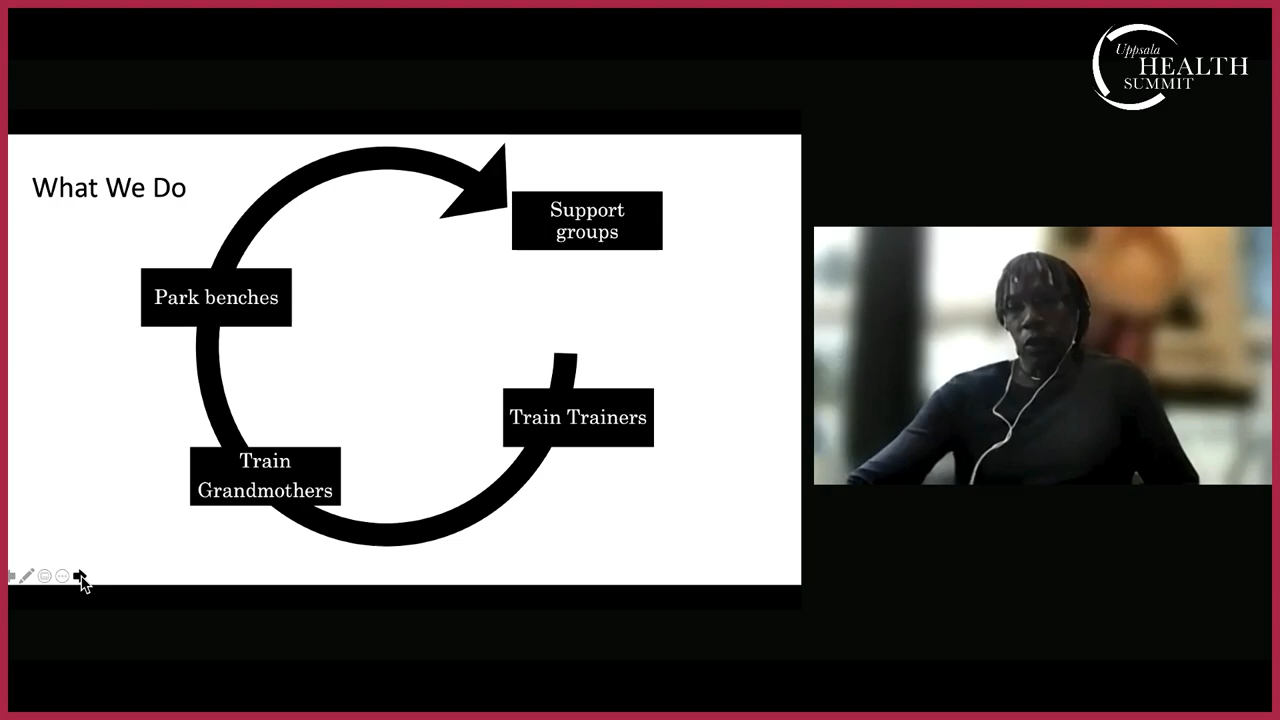 Uppsala
HEALTH
SUMMIT
What We Do
Support
groups
Park benches
Train Trainers
Train
Grandmothers